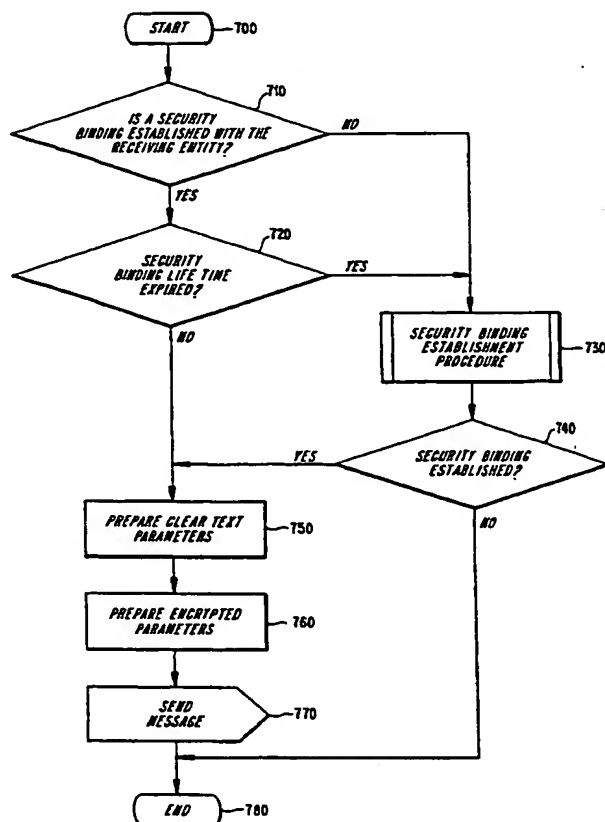 START
700
710
IS A SECURITY
BINDING ESTABLISHED WITH THE
RECEIVING ENTITY?
NO
YES
720
SECURITY
BINDING LIFE TIME
EXPIRED?
YES
NO
SECURITY BINDING
ESTABLISHMENT
PROCEDURE
730
740
SECURITY BINDING
ESTABLISHED?
YES
NO
PREPARE CLEAR TEXT
PARAMETERS
750
PREPARE ENCRYPTED
PARAMETERS
760
SEND
MESSAGE
770
END
780